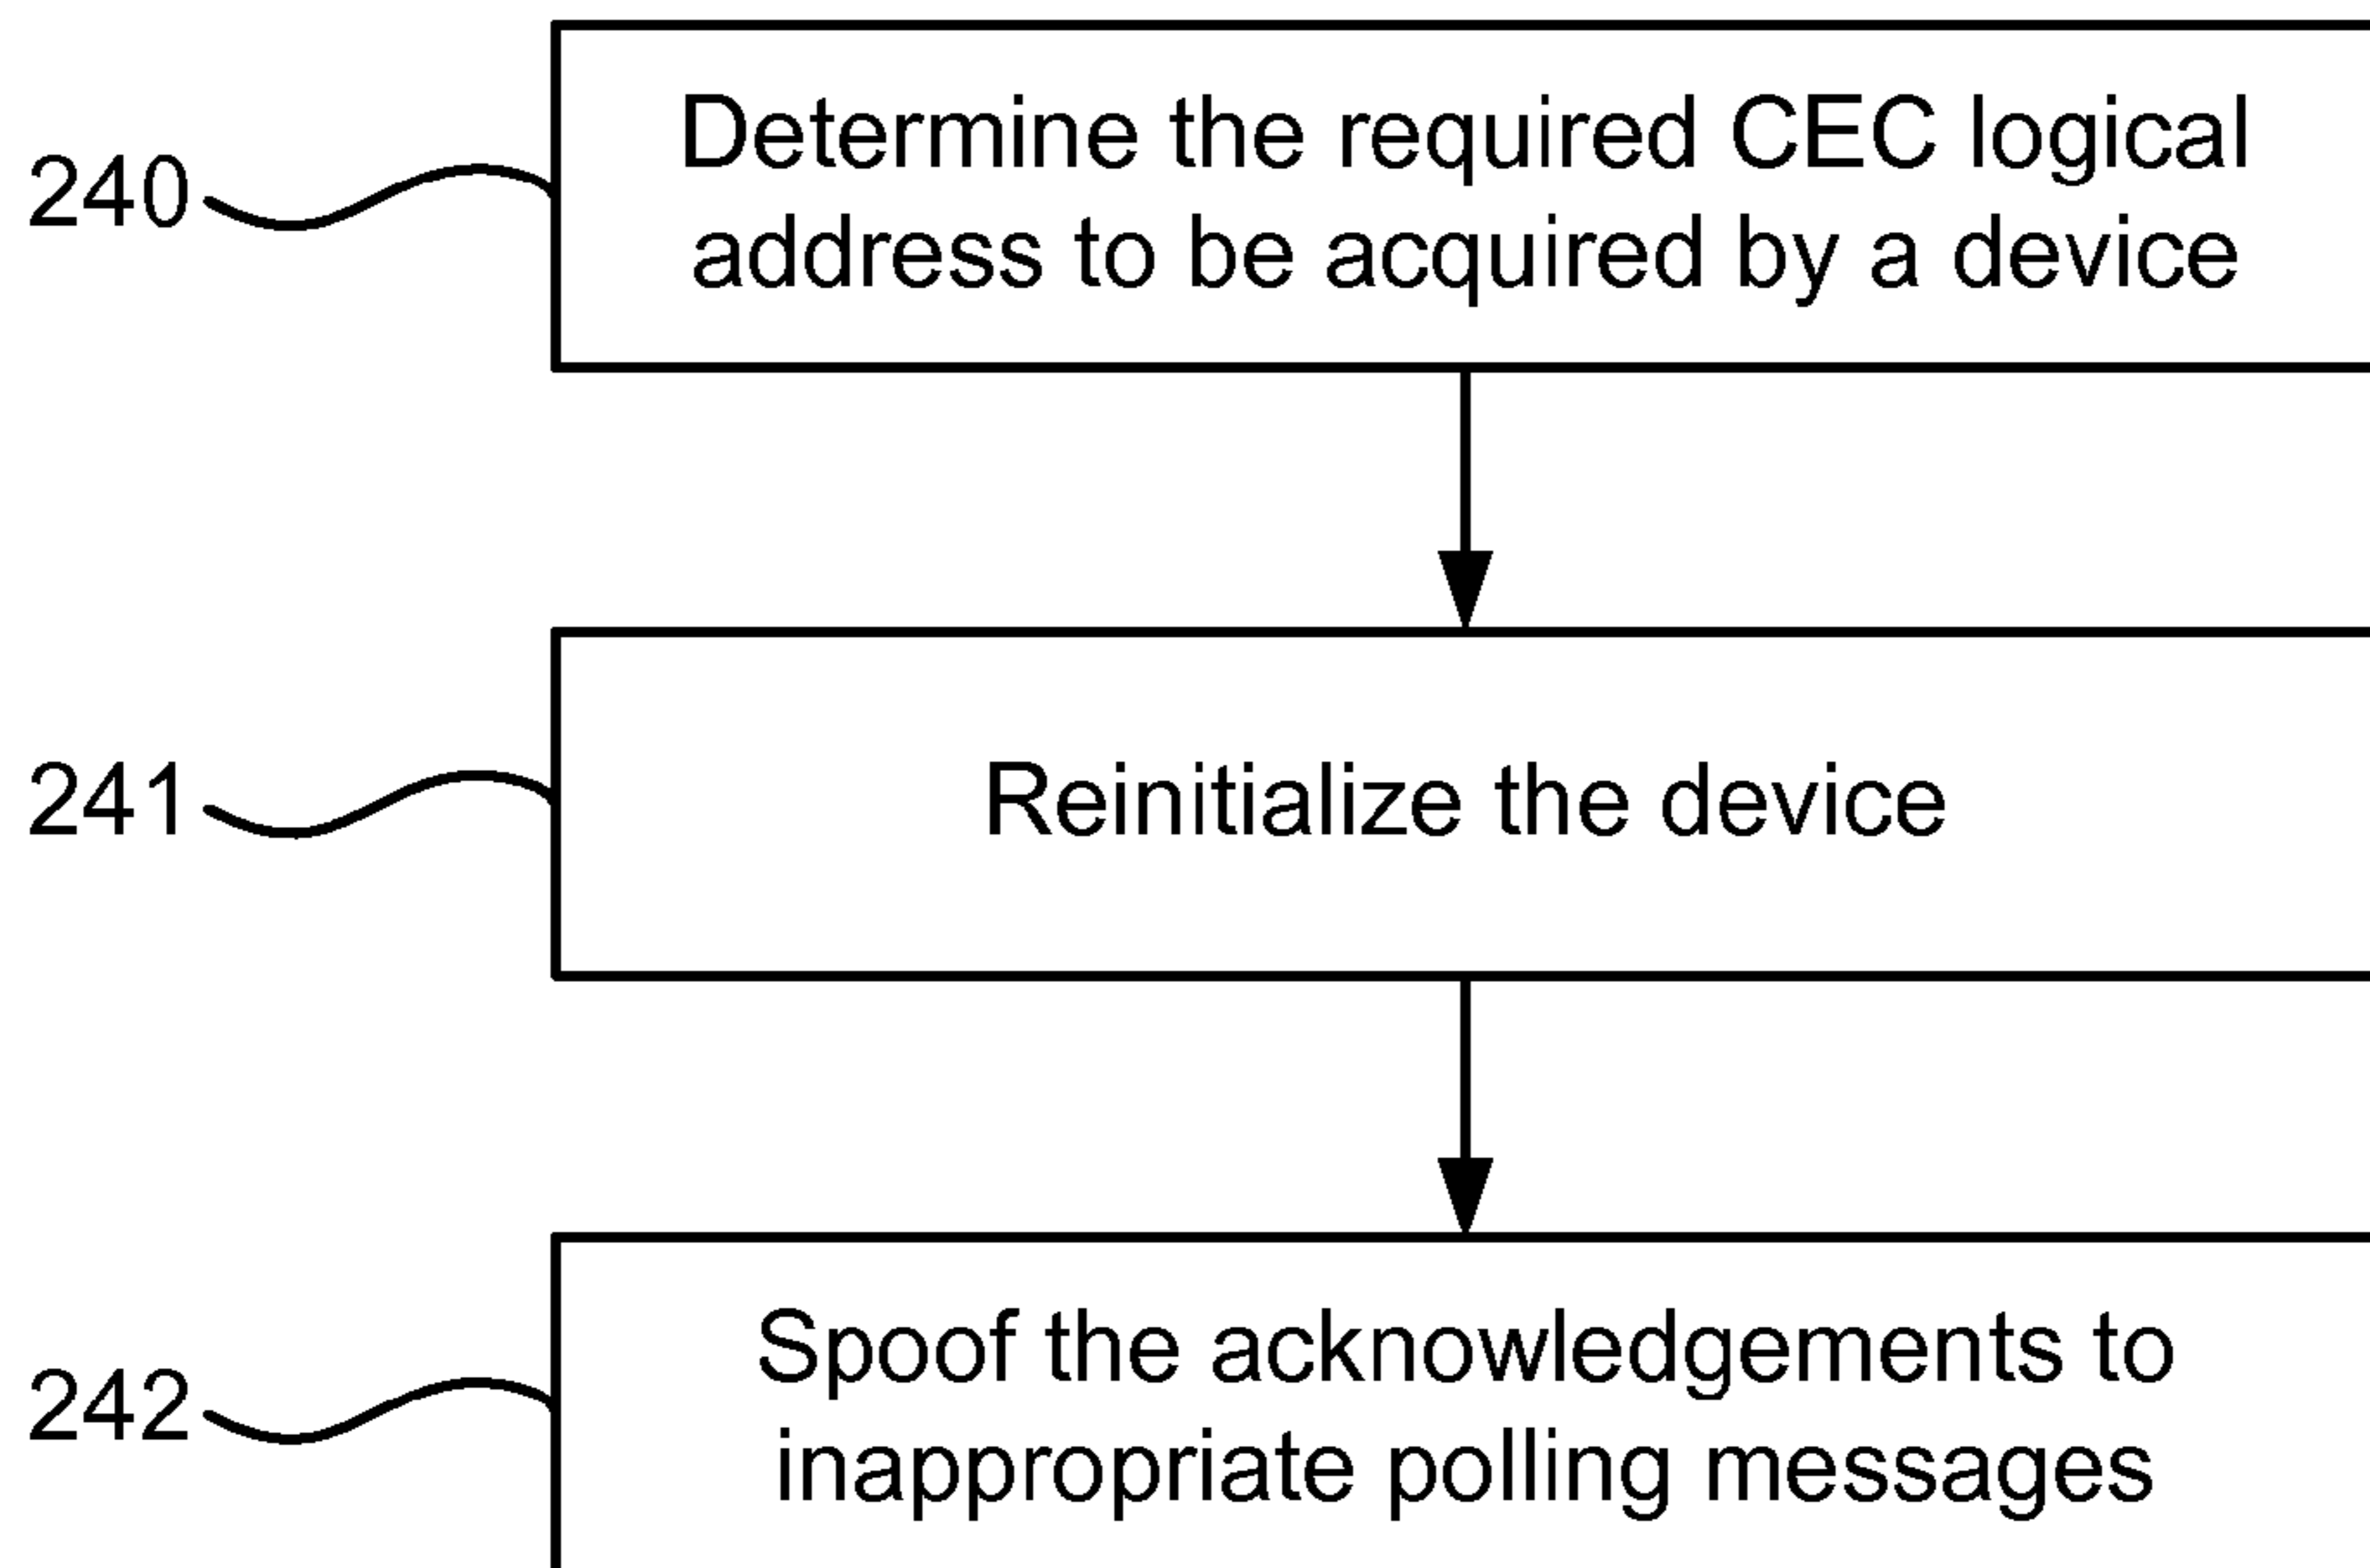 240
Determine the required CEC logical
address to be acquired by a device
241
Reinitialize the device
242
Spoof the acknowledgements to
inappropriate polling messages